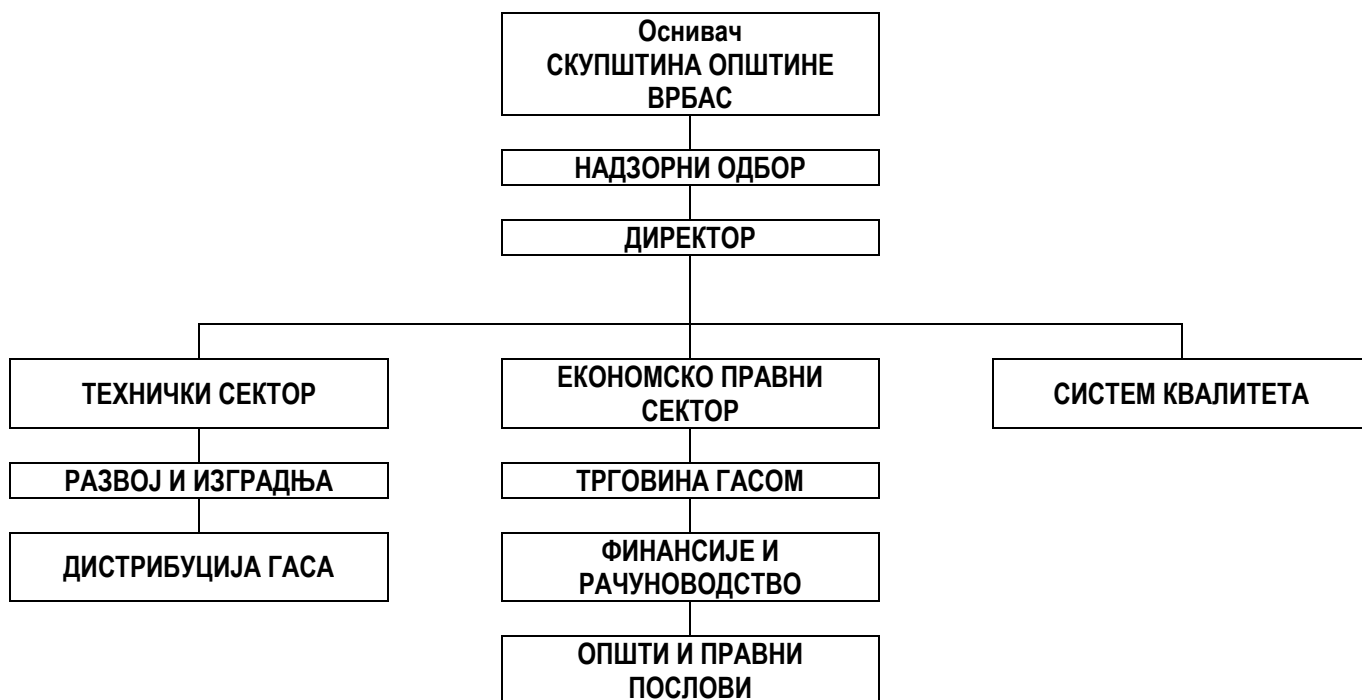 Оснивач
СКУПШТИНА ОПШТИНЕ
ВРБАС
НАДЗОРНИ ОДБОР
ДИРЕКТОР
ТЕХНИЧКИ СЕКТОР
ЕКОНОМСКО ПРАВНИ
СЕКТОР
СИСТЕМ КВАЛИТЕТА
РАЗВОЈ И ИЗГРАДЊА
ТРГОВИНА ГАСОМ
ДИСТРИБУЦИЈА ГАСА
ФИНАНСИЈЕ И
РАЧУНОВОДСТВО
ОПШТИ И ПРАВНИ
ПОСЛОВИ